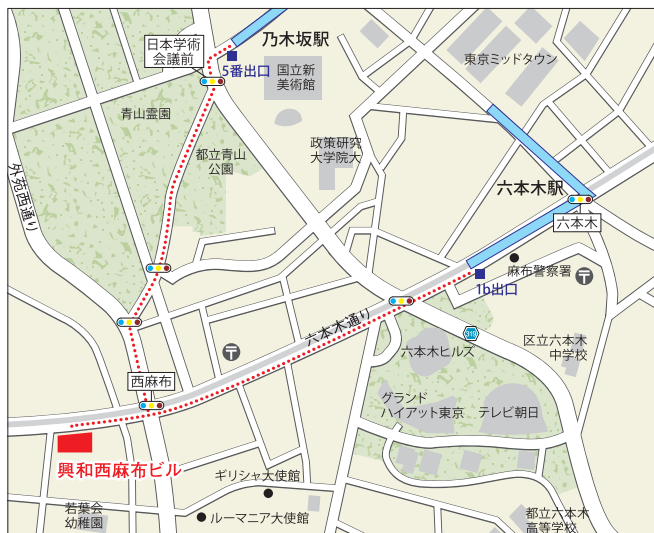 乃木坂駅
日本学術
会議前
5番出口
国立新
美術館
東京ミッドタウン
青山霊園
都立青山
公園
政策研究
大学院大
外苑西通り
六本木駅
六本木
麻布警察署
〒
1b出口
六本木通り
319
〒
六本木ヒルズ
区立六本木
中学校
西麻布
グランド
ハイアット東京
テレビ朝日
興和西麻布ビル
ギリシャ大使館
若葉会
幼稚園
ルーマニア大使館
都立六本木
高等学校